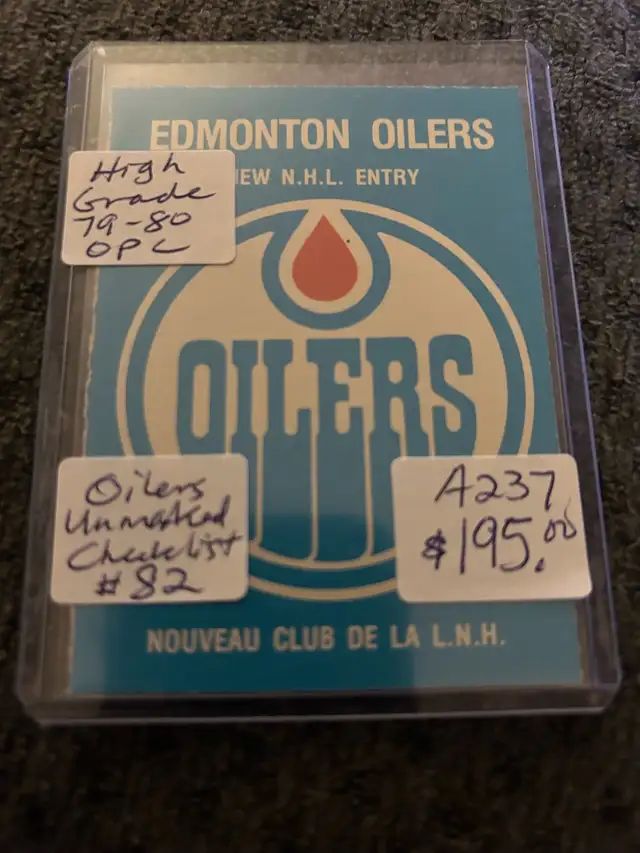 EDMONTON OILERS
High
Grade
79-80
OPC
EW N.H.L. ENTRY
OILERS
Oilers
Unmarked
Checklist
#82
A237
$195.00
NOUVEAU CLUB DE LA L.N.H.